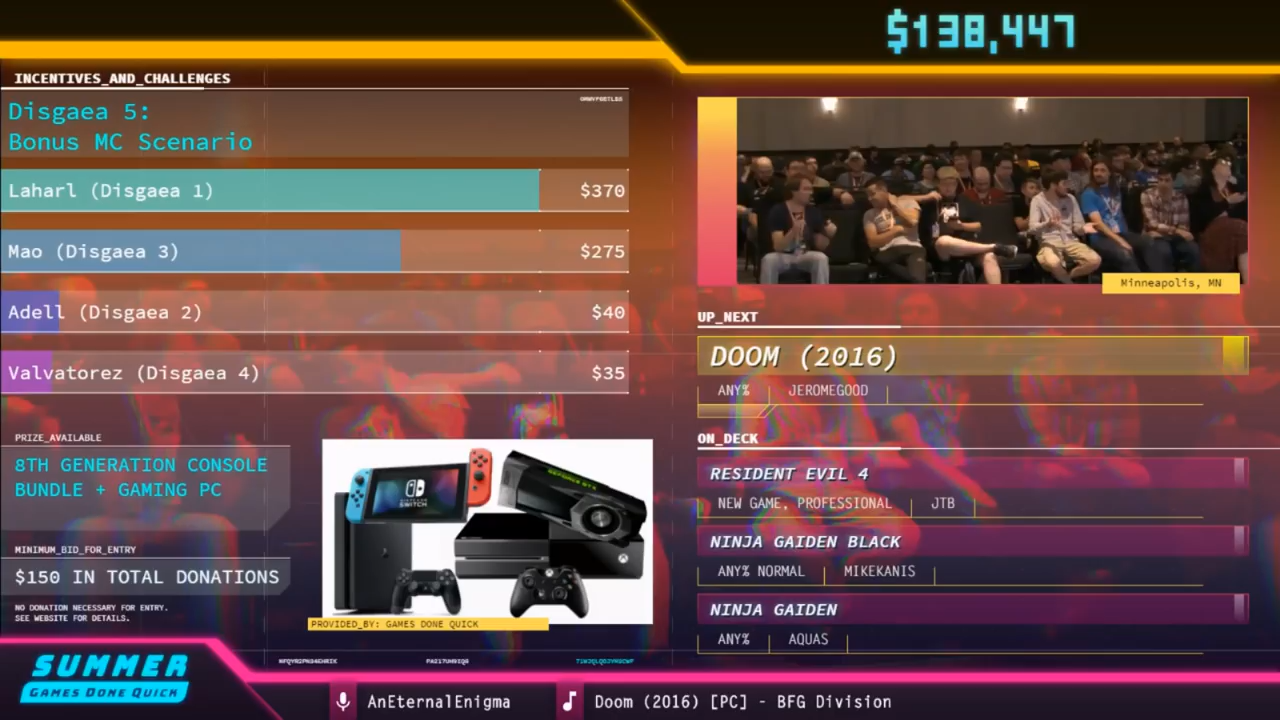 $138,447
INCENTIVES_AND_CHALLENGES
Disgaea 5:
Bonus MC Scenario
Laharl (Disgaea 1)
$370
Mao (Disgaea 3)
$275
Adell (Disgaea 2)
$40
Valvatorez (Disgaea 4)
$35
PRIZE_AVAILABLE
8TH GENERATION CONSOLE
BUNDLE + GAMING PC
MINIMUM_BID_FOR_ENTRY
$150 IN TOTAL DONATIONS
NO DONATION NECESSARY FOR ENTRY.
SEE WEBSITE FOR DETAILS.
NINTENDO
SWITCH
GEFORCE GTX
PROVIDED_BY: GAMES DONE QUICK
Minneapolis, MN
UP_NEXT
DOOM (2016)
ANY%
JEROMEGOOD
ON_DECK
RESIDENT EVIL 4
NEW GAME, PROFESSIONAL
JTB
NINJA GAIDEN BLACK
ANY% NORMAL
MIKEKANIS
NINJA GAIDEN
ANY%
AQUAS
SUMMER
GAMES DONE QUICK
AnEternalEnigma
Doom (2016) [PC] - BFG Division